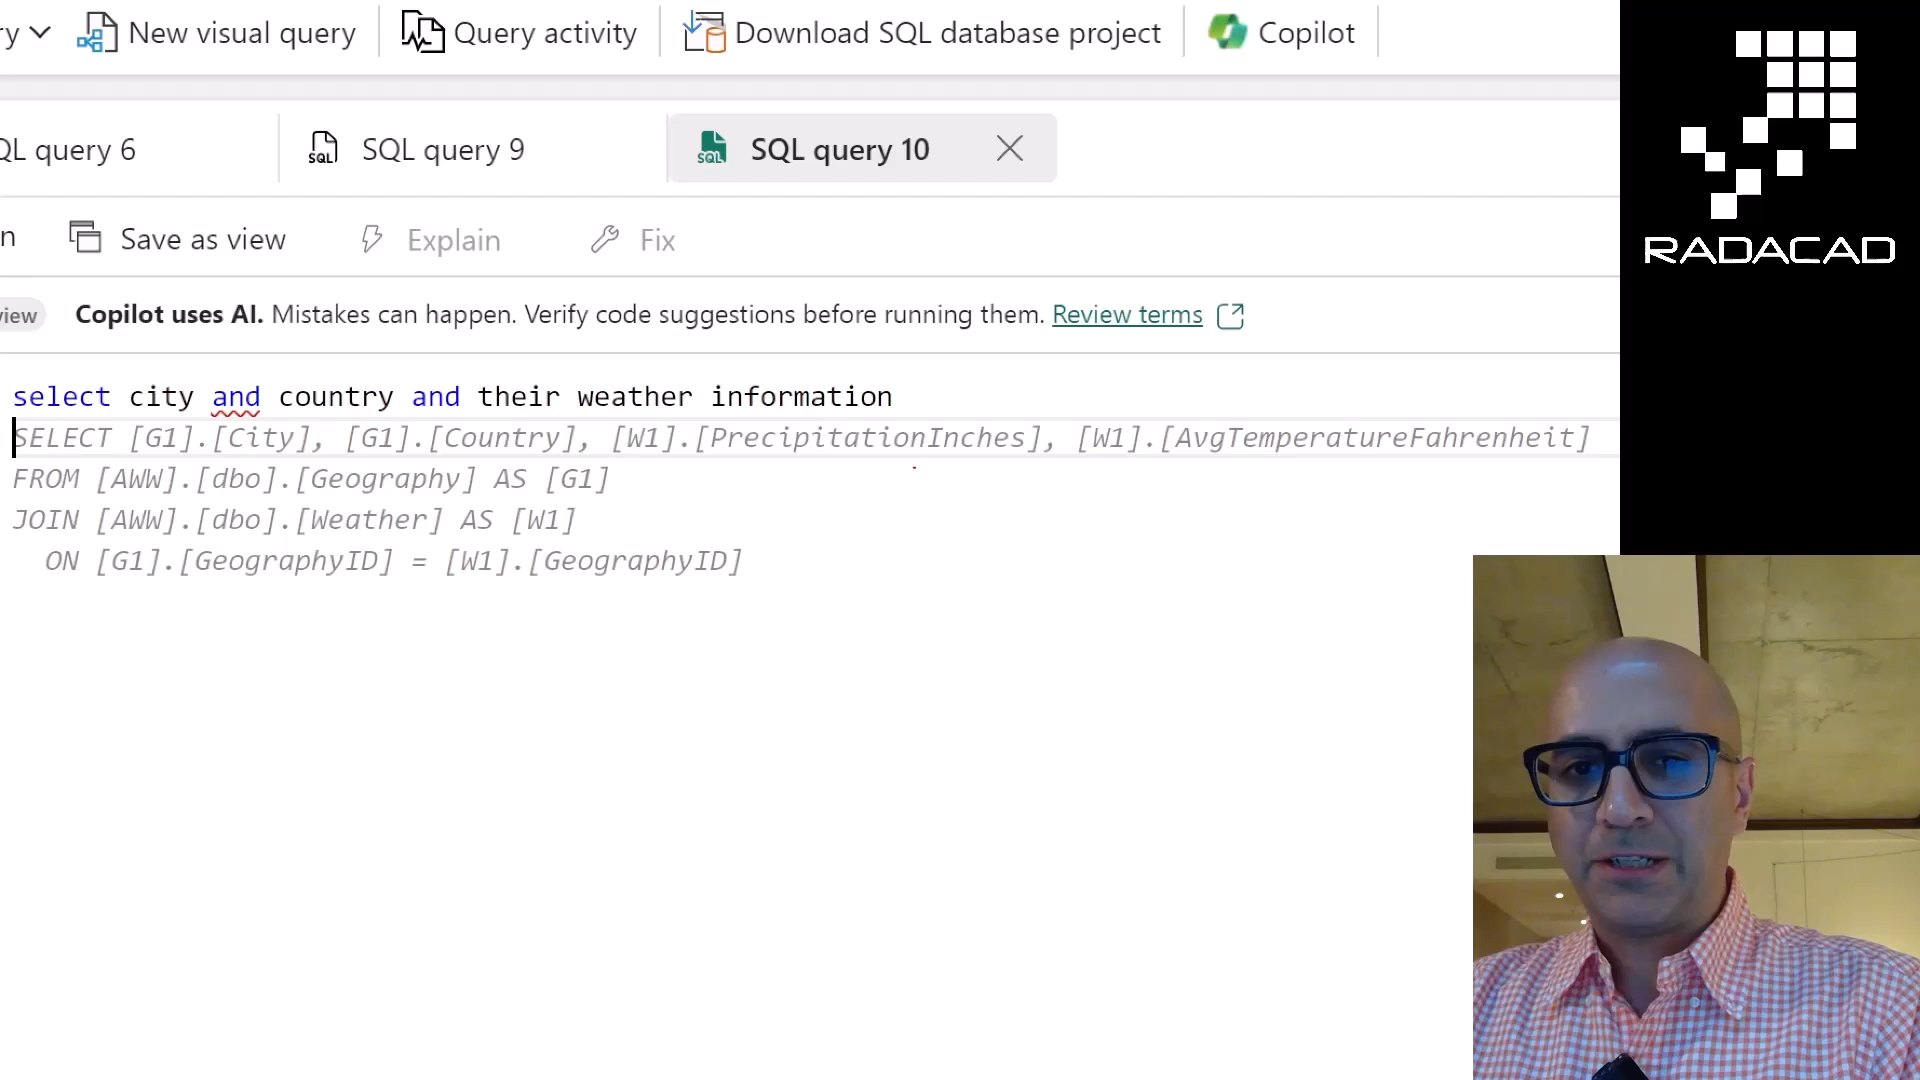 y New visual query Query activity Download SQL database project Copilot
RADACAD
QL query 6 SQL SQL query 9 SQL SQL query 10
n Save as view Explain Fix
view Copilot uses AI. Mistakes can happen. Verify code suggestions before running them. Review terms
select city and country and their weather information
SELECT [G1].[City], [G1].[Country], [W1].[PrecipitationInches], [W1].[AvgTemperatureFahrenheit]
FROM [AWW].[dbo].[Geography] AS [G1]
JOIN [AWW].[dbo].[Weather] AS [W1]
ON [G1].[GeographyID] = [W1].[GeographyID]